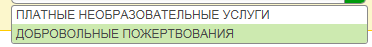 ПЛАТНЫЕ НЕОБРАЗОВАТЕЛЬНЫЕ УСЛУГИ
ДОБРОВОЛЬНЫЕ ПОЖЕРТВОВАНИЯ